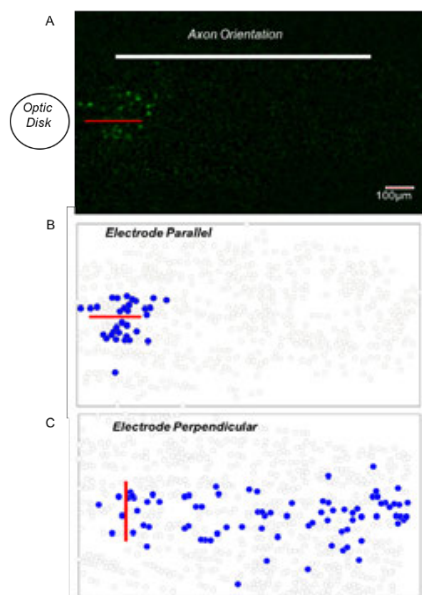 A
Axon Orientation
Optic
Disk
100µm
B
Electrode Parallel
C
Electrode Perpendicular